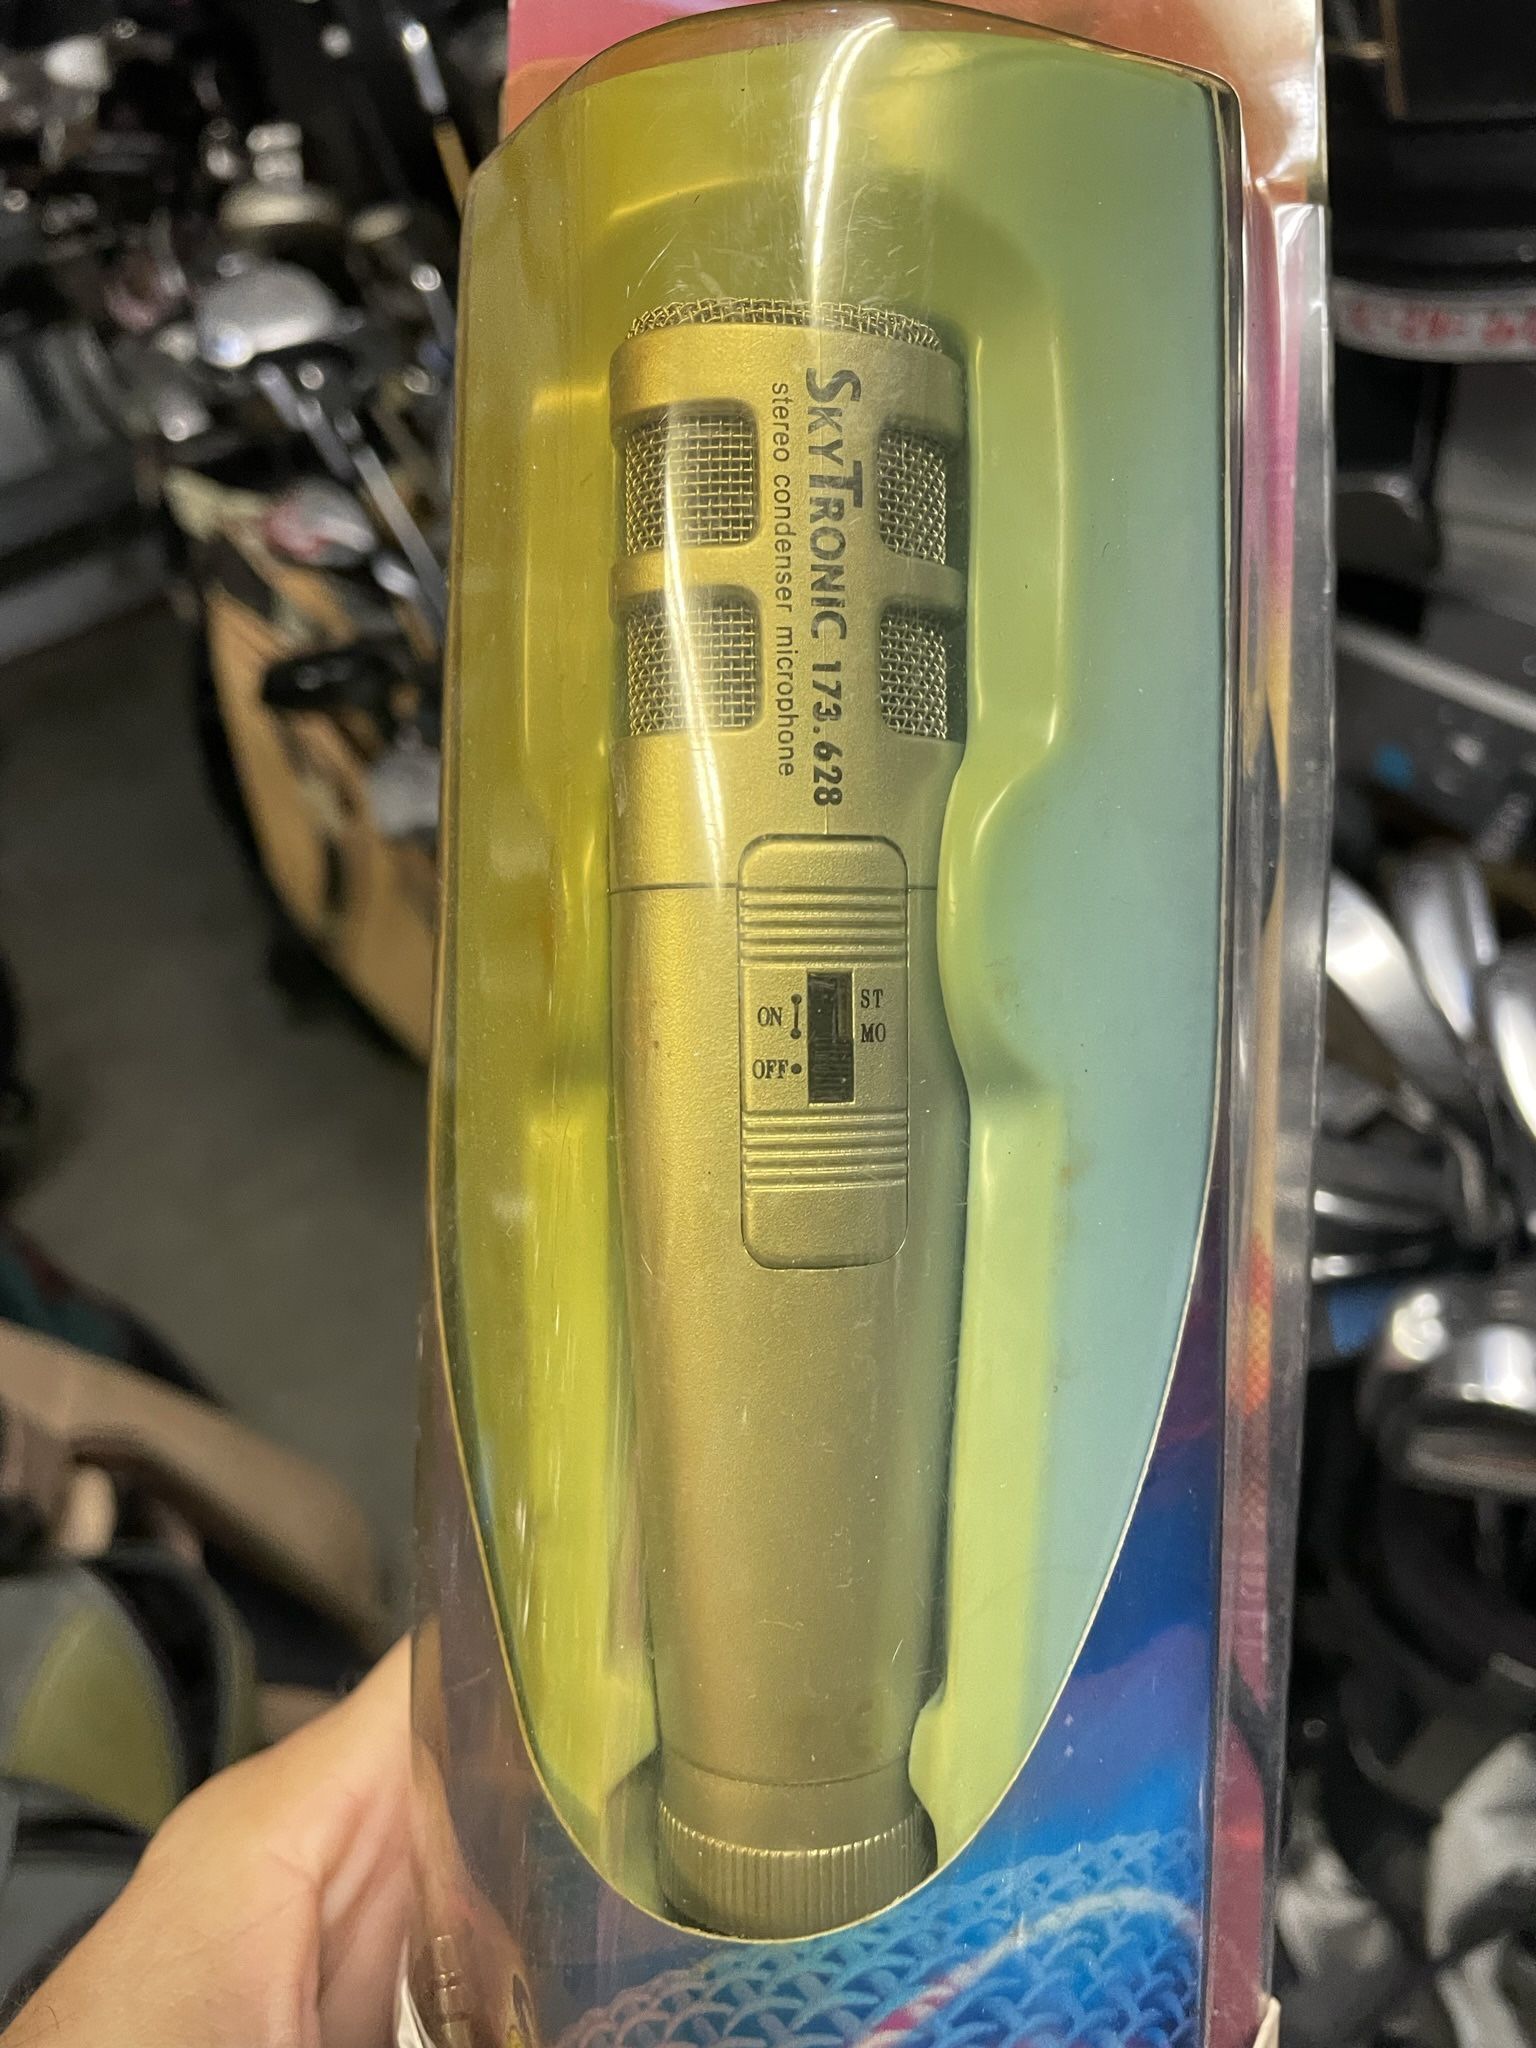 SKYTRONIC 173.628
stereo condenser microphone
ST
ON
MO
OFF